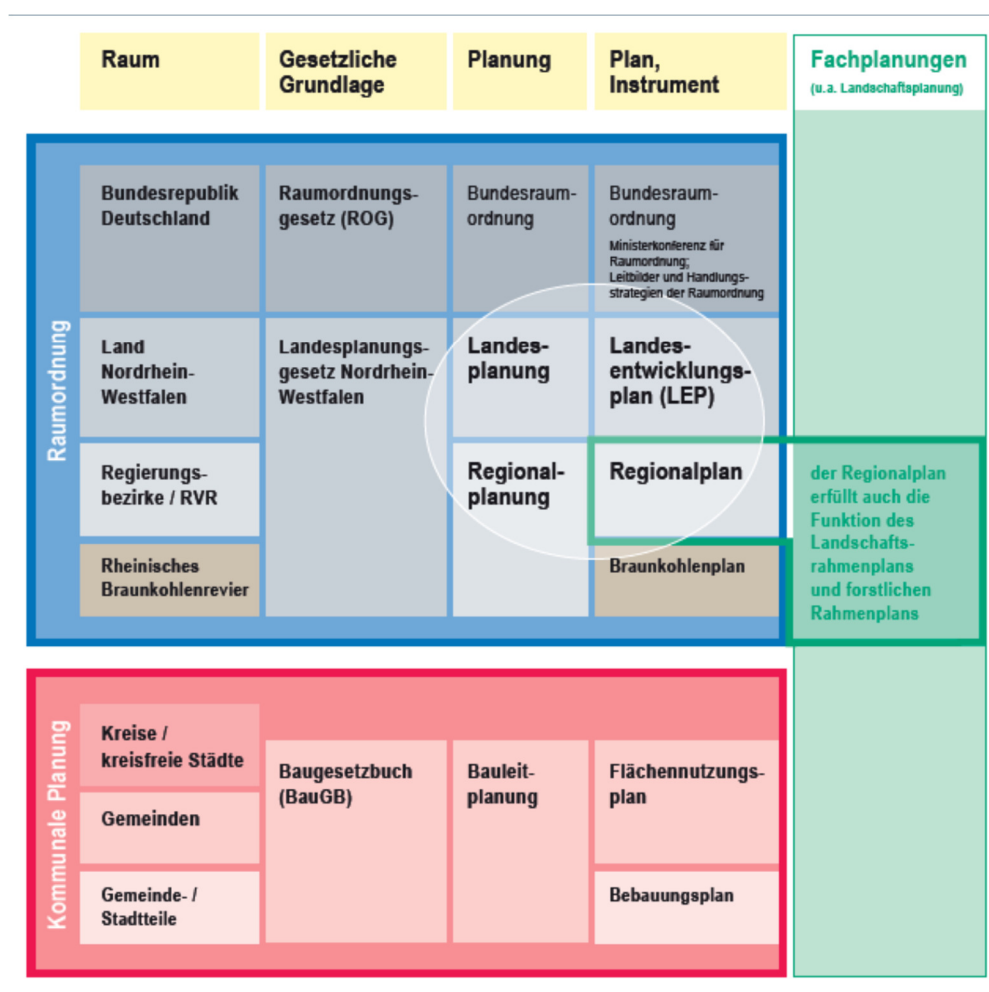 Raum
Gesetzliche
Grundlage
Planung
Plan,
Instrument
Fachplanungen
(u.a. Landschaftsplanung)
Raumordnung
Bundesrepublik
Deutschland
Raumordnungs-
gesetz (ROG)
Bundesraum-
ordnung
Bundesraum-
ordnung
Ministerkonferenz für
Raumordnung;
Leitbilder und Handlungs-
strategien der Raumordnung
Land
Nordrhein-
Westfalen
Landesplanungs-
gesetz Nordrhein-
Westfalen
Landes-
planung
Landes-
entwicklungs-
plan (LEP)
Regierungs-
bezirke / RVR
Regional-
planung
Regionalplan
der Regionalplan
erfüllt auch die
Funktion des
Landschafts-
rahmenplans
und forstlichen
Rahmenplans
Rheinisches
Braunkohlenrevier
Braunkohlenplan
Kommunale Planung
Kreise /
kreisfreie Städte
Baugesetzbuch
(BauGB)
Bauleit-
planung
Flächennutzungs-
plan
Gemeinden
Gemeinde- /
Stadtteile
Bebauungsplan